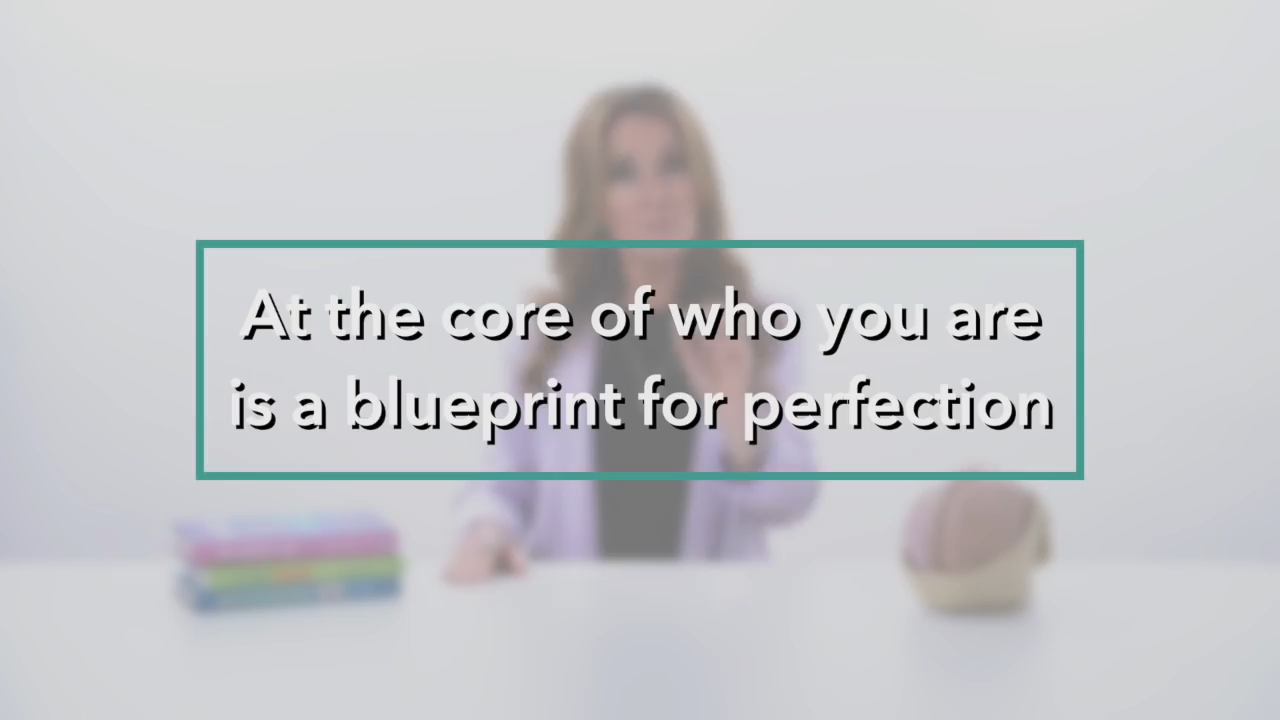 At the core of who you are
is a blueprint for perfection